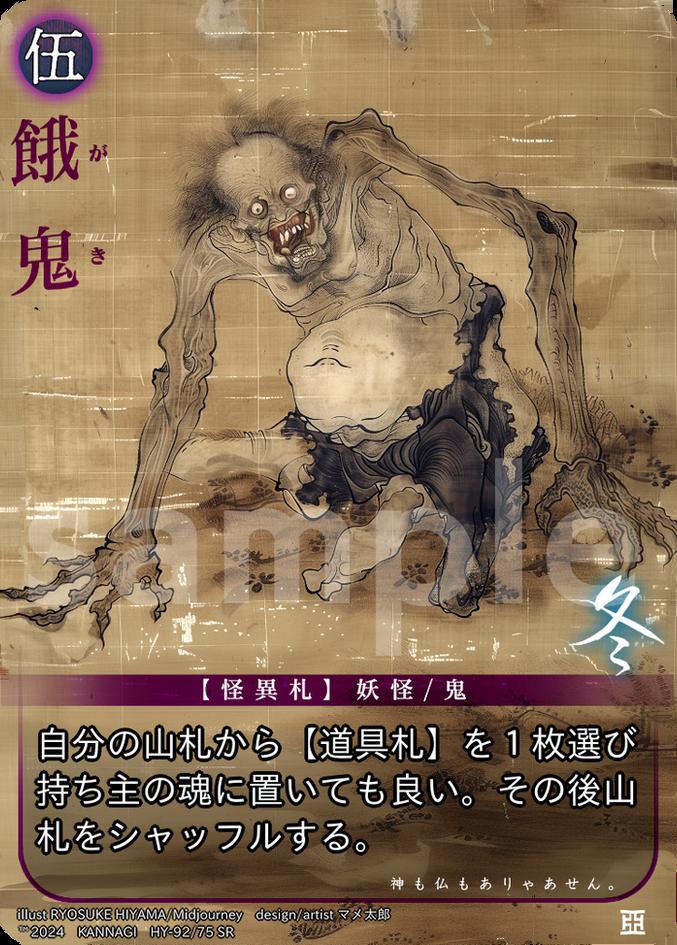 伍
餓鬼
がき
sample
冬
【怪異札】 妖怪/鬼
自分の山札から【道具札】を1枚選び
持ち主の魂に置いても良い。その後山
札をシャッフルする。
神も仏もありゃあせん。
illust RYOSUKE HIYAMA/Midjourney design/artist マメ太郎
™2024 KANNAGI HY-92/75 SR